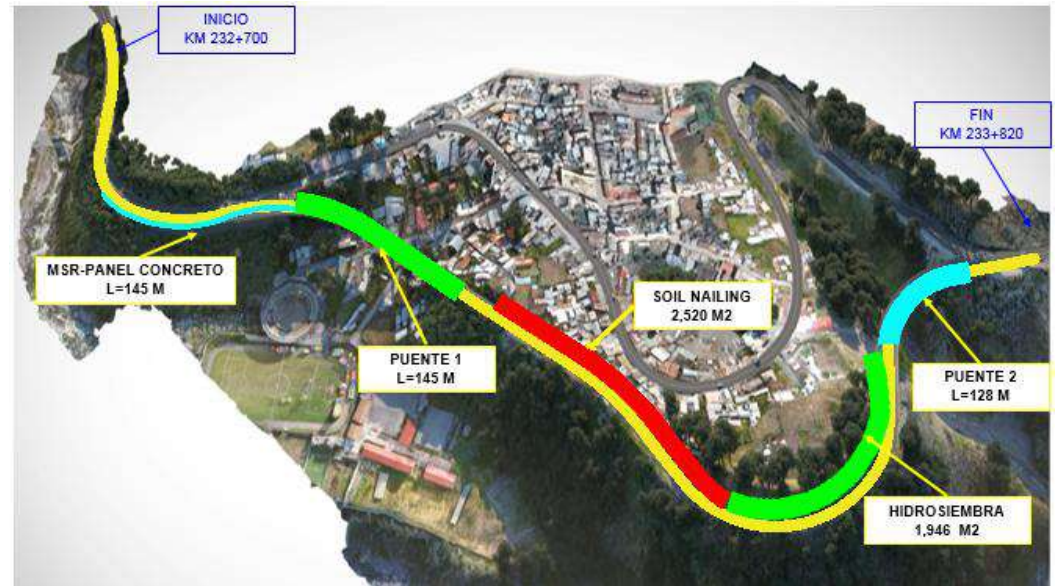 INICIO
KM 232+700
FIN
KM 233+820
MSR-PANEL CONCRETO
L=145 M
SOIL NAILING
2,520 M2
PUENTE 1
L=145 M
PUENTE 2
L=128 M
HIDROSIEMBRA
1,946 M2